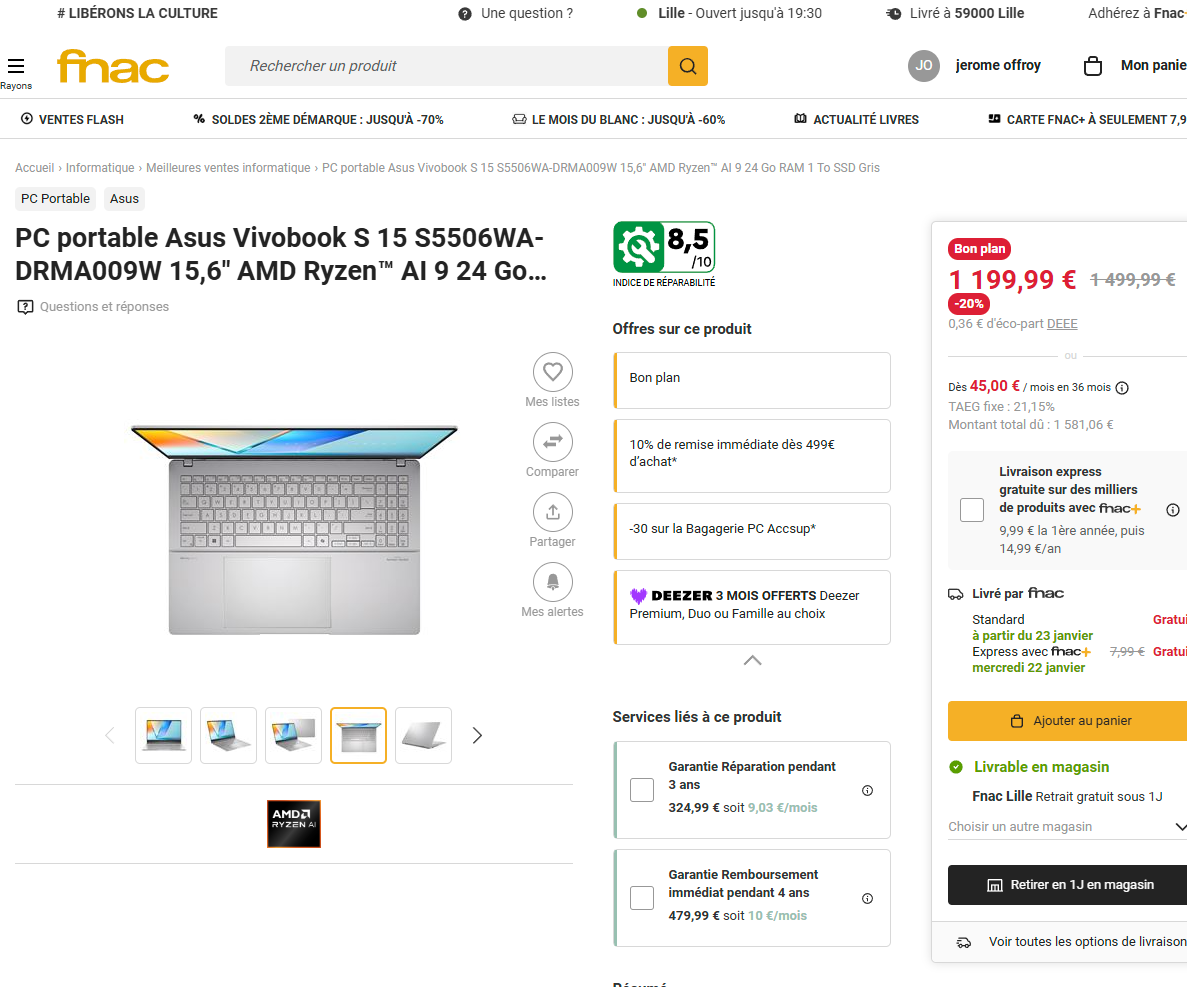 # LIBÉRONS LA CULTURE
Une question ?
Lille - Ouvert jusqu'à 19:30
Livré à 59000 Lille
Adhérez à Fnac
Rayons
fnac
Rechercher un produit
JO
jerome offroy
Mon panie
VENTES FLASH
% SOLDES 2ÈME DÉMARQUE : JUSQU'À -70%
LE MOIS DU BLANC : JUSQU'À -60%
ACTUALITÉ LIVRES
CARTE FNAC+ À SEULEMENT 7,9
Accueil › Informatique › Meilleures ventes informatique › PC portable Asus Vivobook S 15 S5506WA-DRMA009W 15,6" AMD Ryzen™ AI 9 24 Go RAM 1 To SSD Gris
PC Portable
Asus
PC portable Asus Vivobook S 15 S5506WA-
DRMA009W 15,6" AMD Ryzen™ AI 9 24 Go…
Questions et réponses
Mes listes
Comparer
Partager
Mes alertes
AMD
RYZEN AI
8,5
/10
INDICE DE RÉPARABILITÉ
Offres sur ce produit
Bon plan
10% de remise immédiate dès 499€
d'achat*
-30 sur la Bagagerie PC Accsup*
DEEZER 3 MOIS OFFERTS Deezer
Premium, Duo ou Famille au choix
Services liés à ce produit
Garantie Réparation pendant
3 ans
324,99 € soit 9,03 €/mois
Garantie Remboursement
immédiat pendant 4 ans
479,99 € soit 10 €/mois
Résumé
Bon plan
1 199,99 € 1 499,99 €
-20%
0,36 € d'éco-part DEEE
ou
Dès 45,00 € / mois en 36 mois
TAEG fixe : 21,15%
Montant total dû : 1 581,06 €
Livraison express
gratuite sur des milliers
de produits avec fnac+
9,99 € la 1ère année, puis
14,99 €/an
Livré par fnac
Standard Gratui
à partir du 23 janvier
Express avec fnac+ 7,99 € Gratui
mercredi 22 janvier
Ajouter au panier
Livrable en magasin
Fnac Lille Retrait gratuit sous 1J
Choisir un autre magasin
Retirer en 1J en magasin
Voir toutes les options de livraison